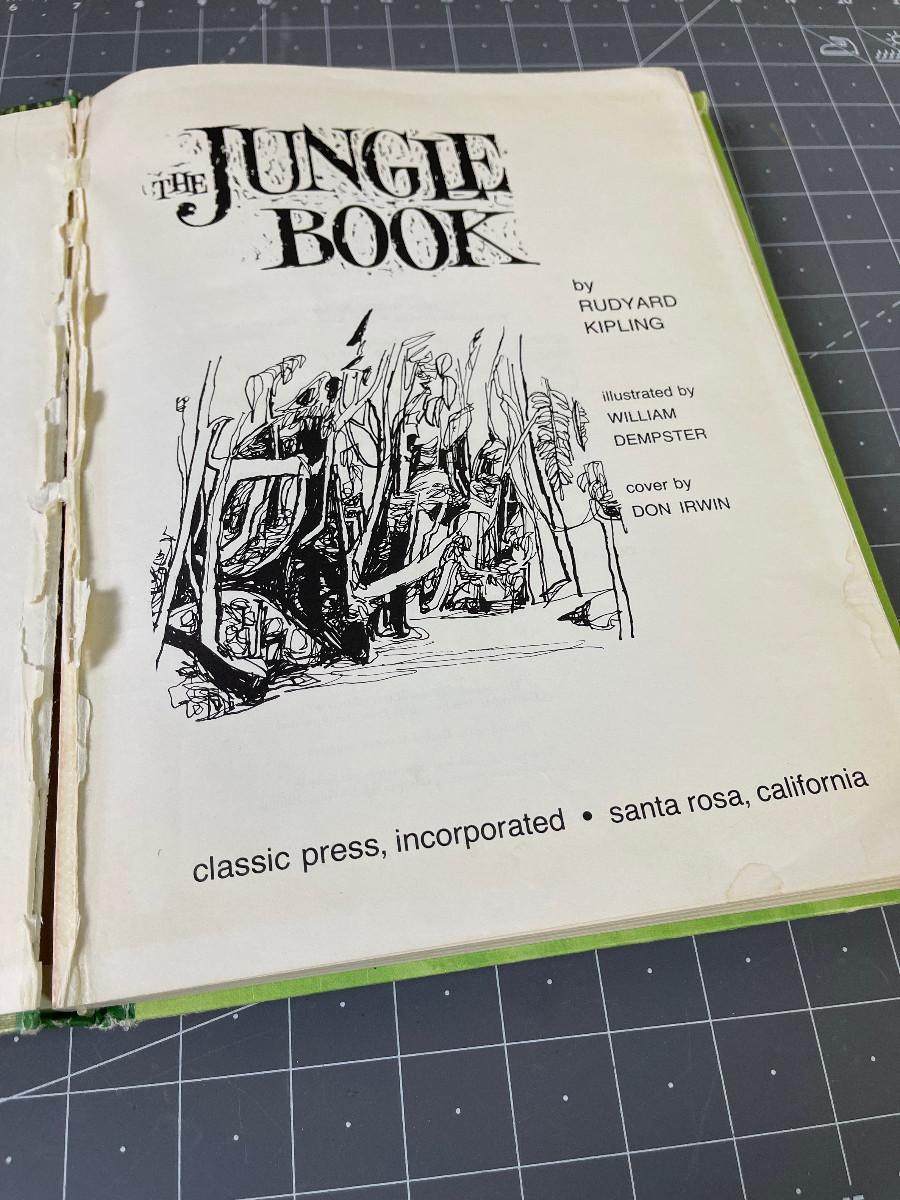 THE JUNGLE
BOOK
by
RUDYARD
KIPLING
illustrated by
WILLIAM
DEMPSTER
cover by
DON IRWIN
classic press, incorporated • santa rosa, california